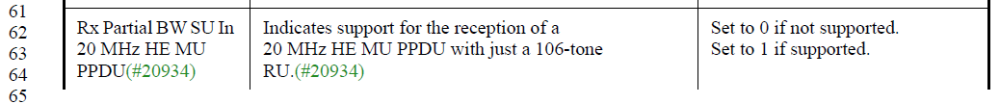 61
62
63
64
65
Rx Partial BW SU In
20 MHz HE MU
PPDU(#20934)
Indicates support for the reception of a
20 MHz HE MU PPDU with just a 106-tone
RU.(#20934)
Set to 0 if not supported.
Set to 1 if supported.